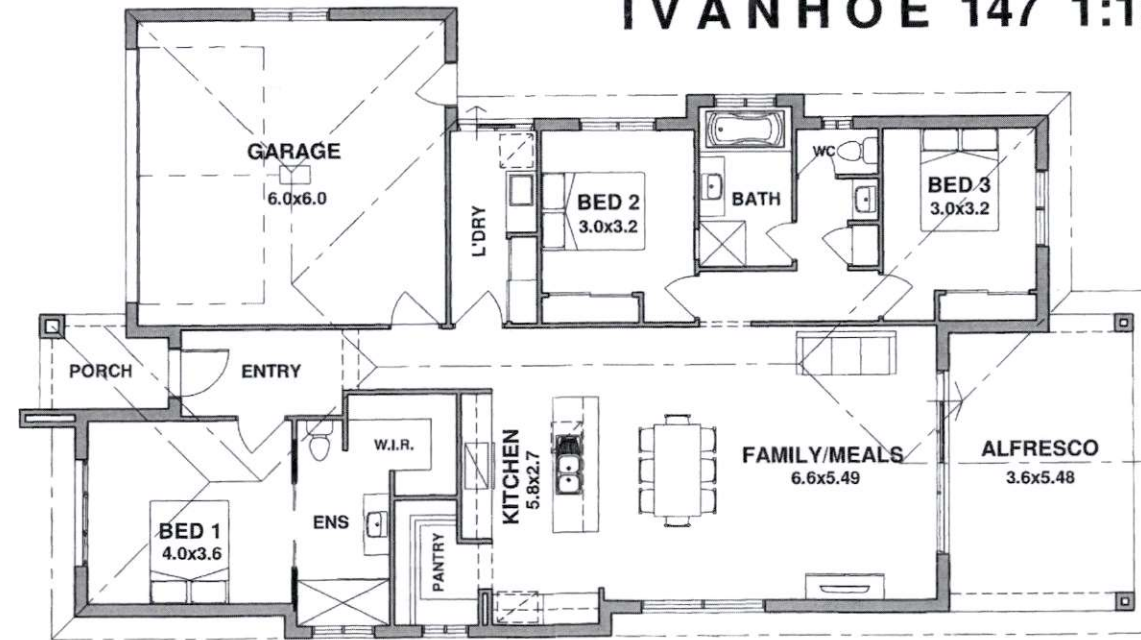 IVANHOE 147 1:1
GARAGE
6.0x6.0
L'DRY
BED 2
3.0x3.2
BATH
WC
BED 3
3.0x3.2
PORCH
ENTRY
W.I.R.
KITCHEN
5.8x2.7
FAMILY/MEALS
6.6x5.49
ALFRESCO
3.6x5.48
BED 1
4.0x3.6
ENS
PANTRY